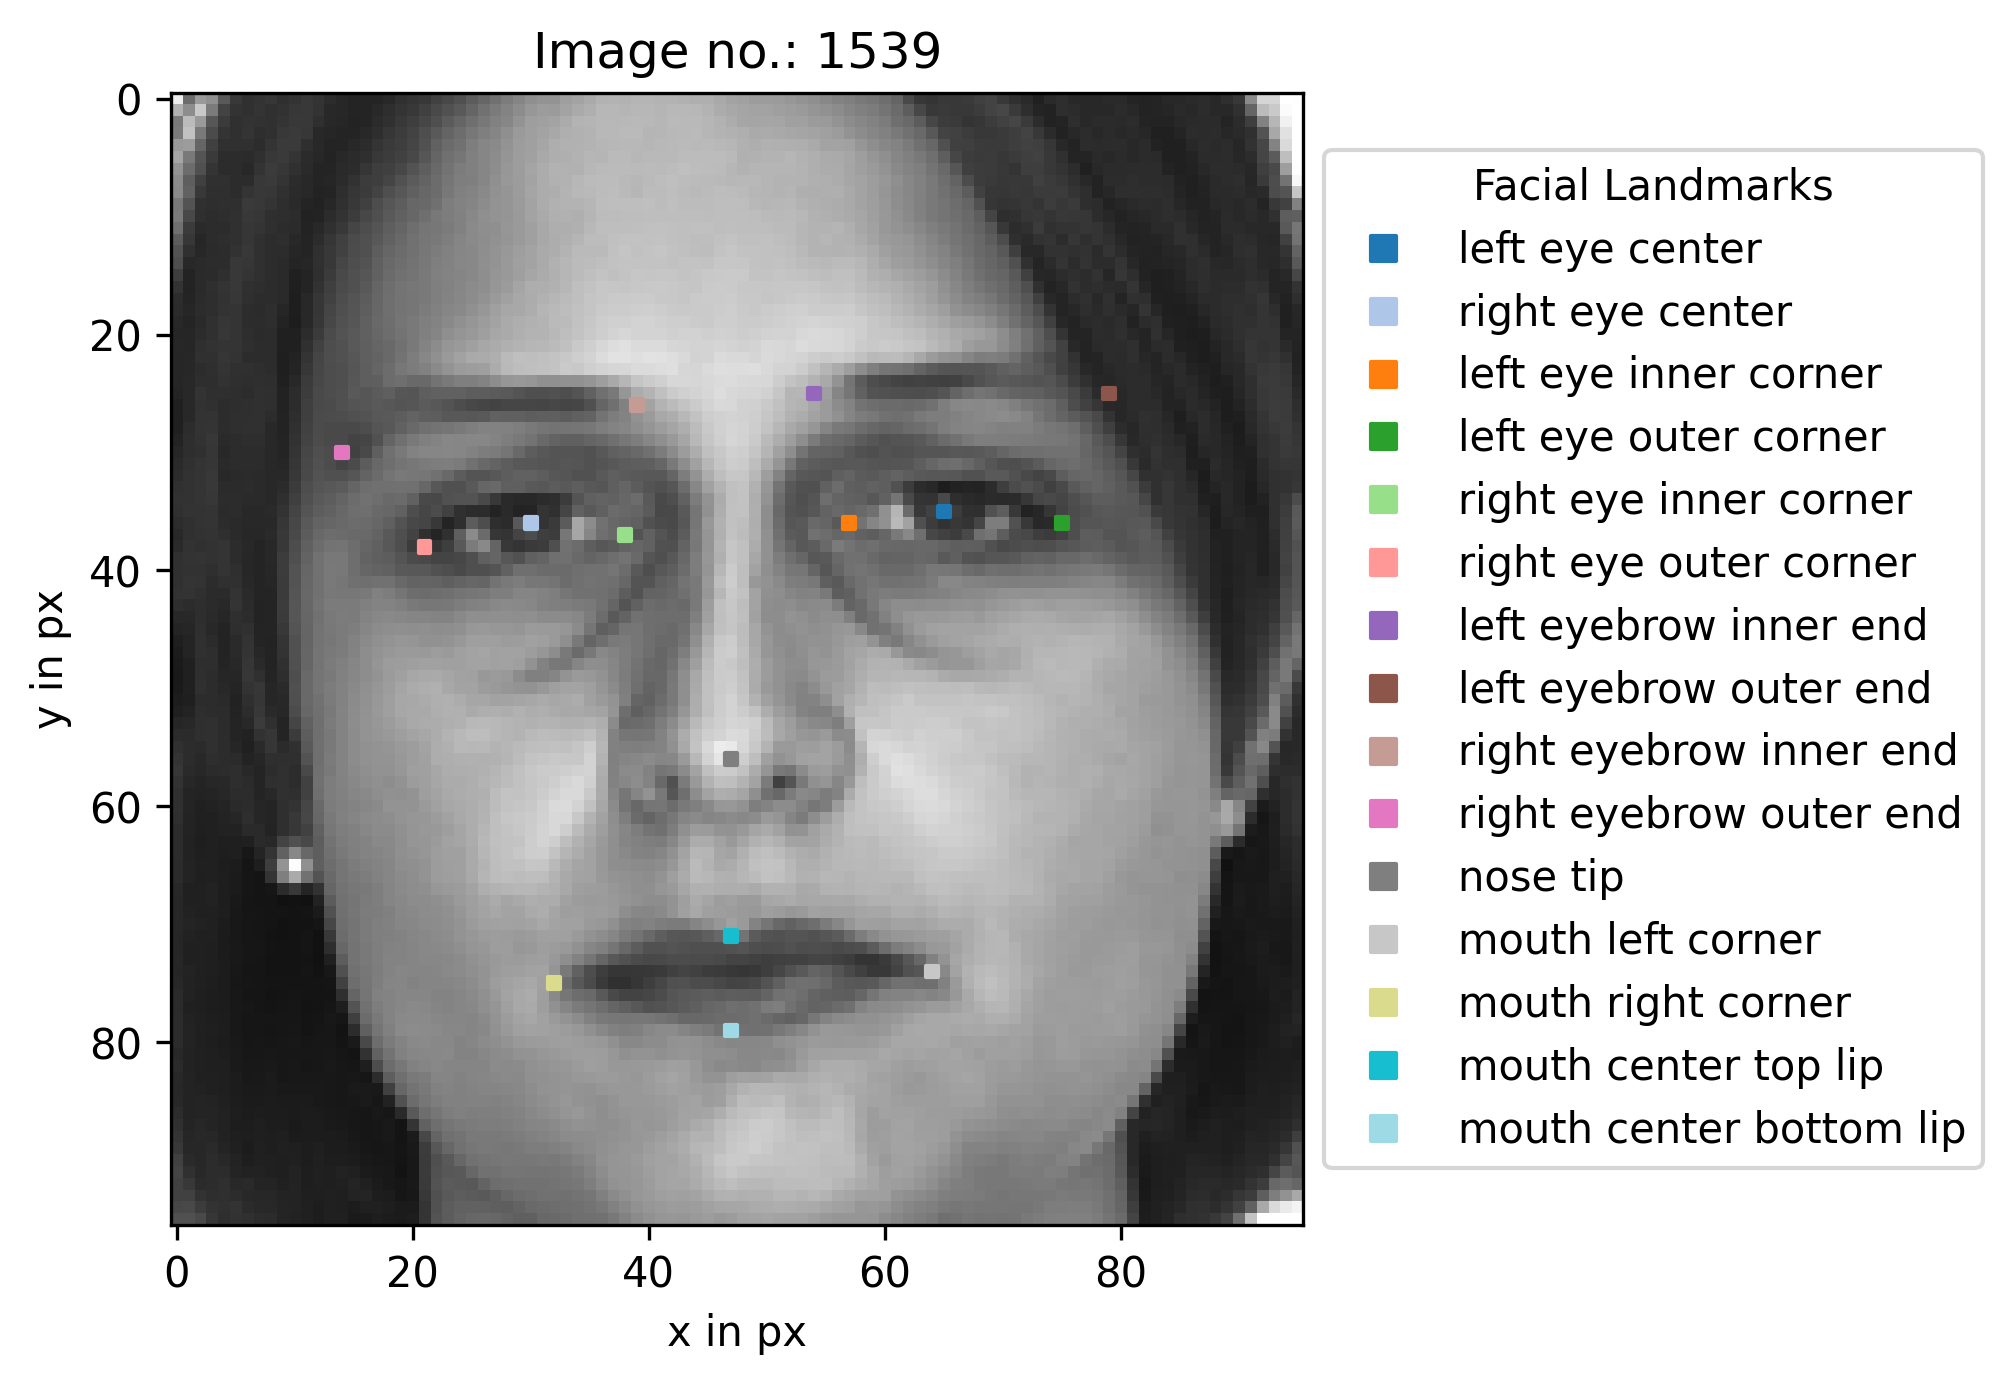 Image no.: 1539
0
20
40
60
80
y in px
0 20 40 60 80
x in px
Facial Landmarks
left eye center
right eye center
left eye inner corner
left eye outer corner
right eye inner corner
right eye outer corner
left eyebrow inner end
left eyebrow outer end
right eyebrow inner end
right eyebrow outer end
nose tip
mouth left corner
mouth right corner
mouth center top lip
mouth center bottom lip